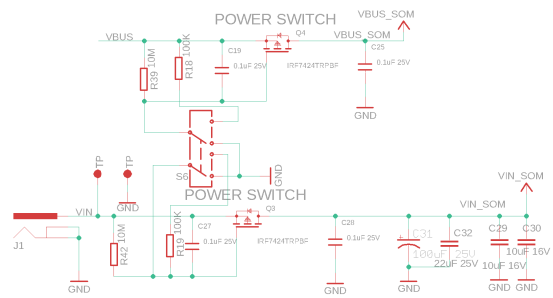 POWER SWITCH
VBUS_SOM
VBUS
Q4
VBUS_SOM
R39 10M
R18 100K
C19
0.1uF 25V
IRF7424TRPBF
C25
0.1uF 25V
GND
S6
GND
TP
TP
GND
POWER SWITCH
VIN_SOM
J1
VIN
Q3
VIN_SOM
R42 10M
R19 100K
C27
0.1uF 25V
IRF7424TRPBF
C28
0.1uF 25V
C31
100uF 25V
C32
22uF 25V
C29
10uF 16V
C30
10uF 16V
GND
GND
GND
GND
GND